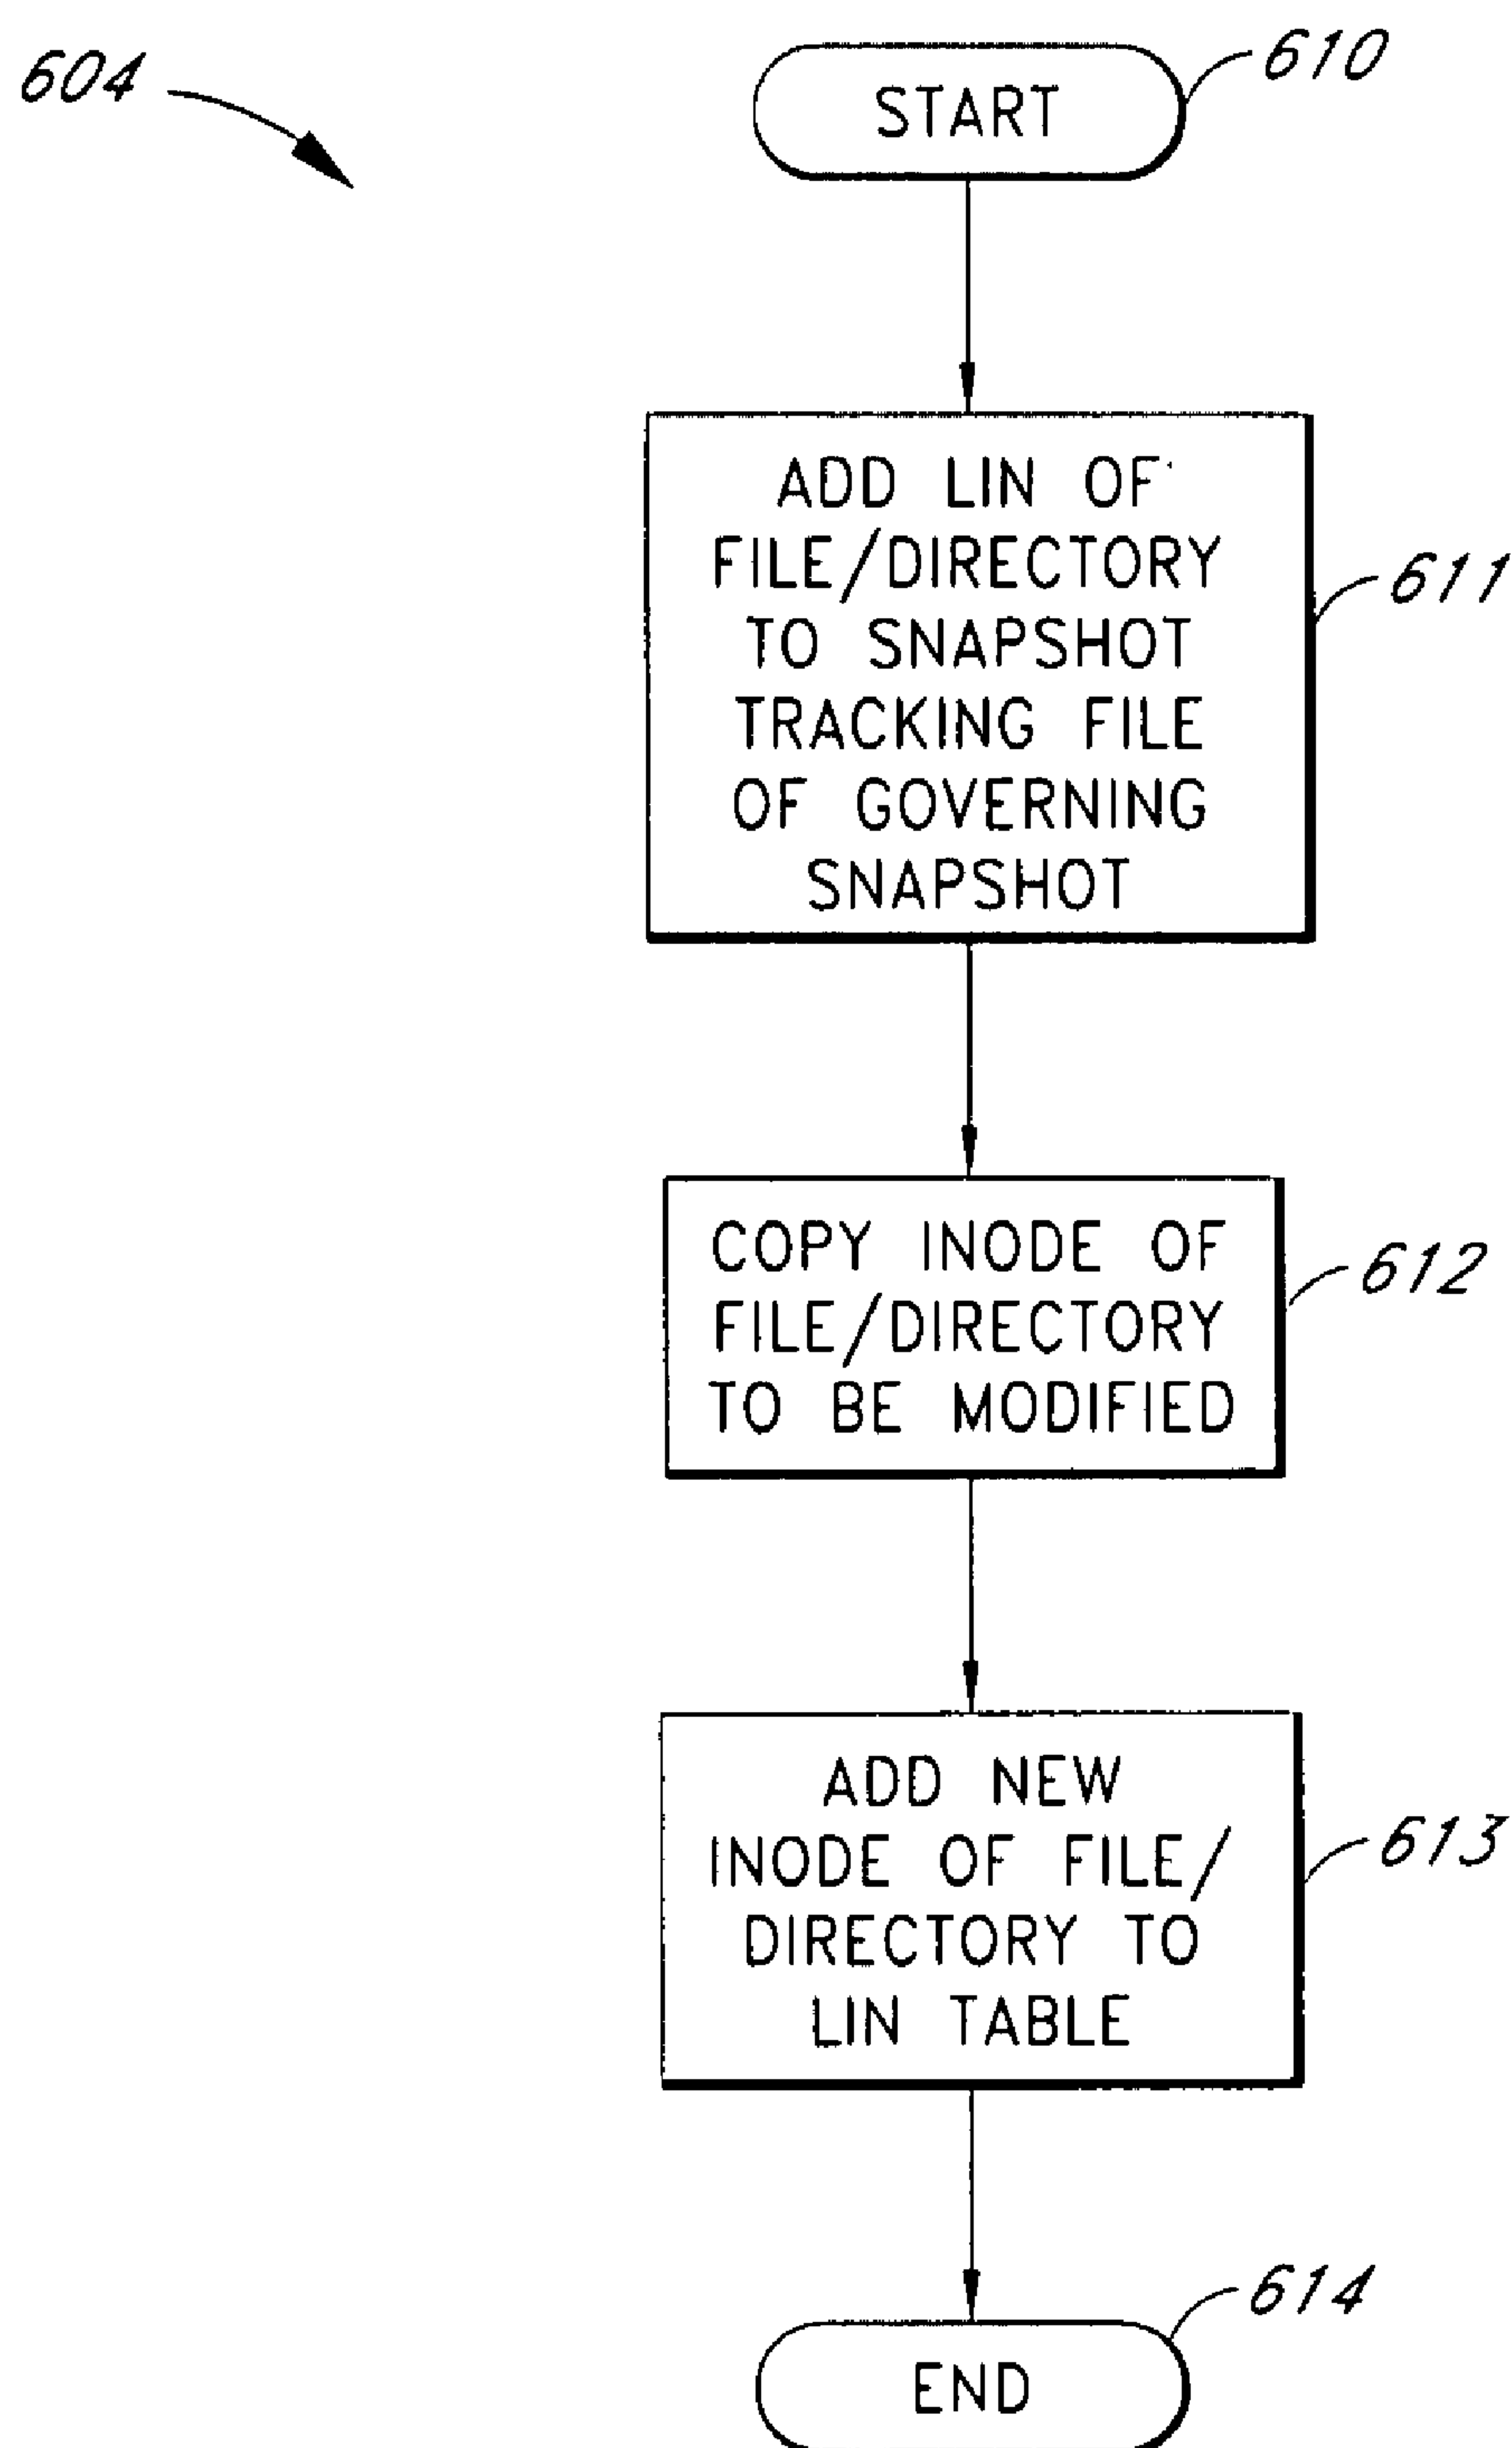 604
START
610
ADD LIN OF
FILE/DIRECTORY
TO SNAPSHOT
TRACKING FILE
OF GOVERNING
SNAPSHOT
611
COPY INODE OF
FILE/DIRECTORY
TO BE MODIFIED
612
ADD NEW
INODE OF FILE/
DIRECTORY TO
LIN TABLE
613
END
614